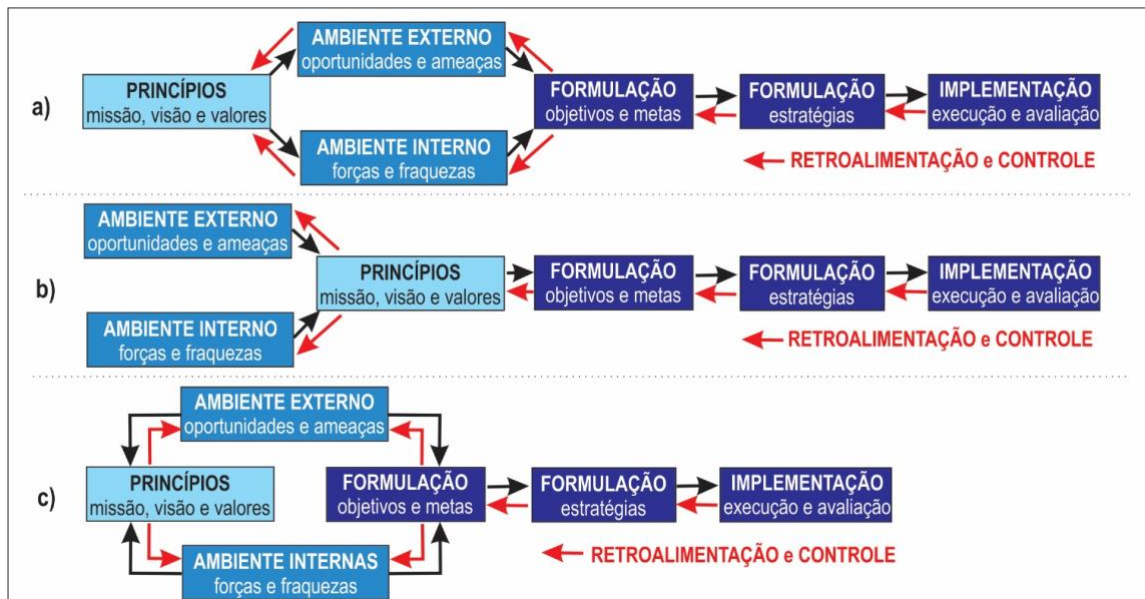 AMBIENTE EXTERNO
oportunidades e ameaças
PRINCÍPIOS
missão, visão e valores
a)
FORMULAÇÃO
objetivos e metas
FORMULAÇÃO
estratégias
IMPLEMENTAÇÃO
execução e avaliação
AMBIENTE INTERNO
forças e fraquezas
RETROALIMENTAÇÃO e CONTROLE
AMBIENTE EXTERNO
oportunidades e ameaças
b)
PRINCÍPIOS
missão, visão e valores
FORMULAÇÃO
objetivos e metas
FORMULAÇÃO
estratégias
IMPLEMENTAÇÃO
execução e avaliação
AMBIENTE INTERNO
forças e fraquezas
RETROALIMENTAÇÃO e CONTROLE
AMBIENTE EXTERNO
oportunidades e ameaças
c)
PRINCÍPIOS
missão, visão e valores
FORMULAÇÃO
objetivos e metas
FORMULAÇÃO
estratégias
IMPLEMENTAÇÃO
execução e avaliação
AMBIENTE INTERNAS
forças e fraquezas
RETROALIMENTAÇÃO e CONTROLE